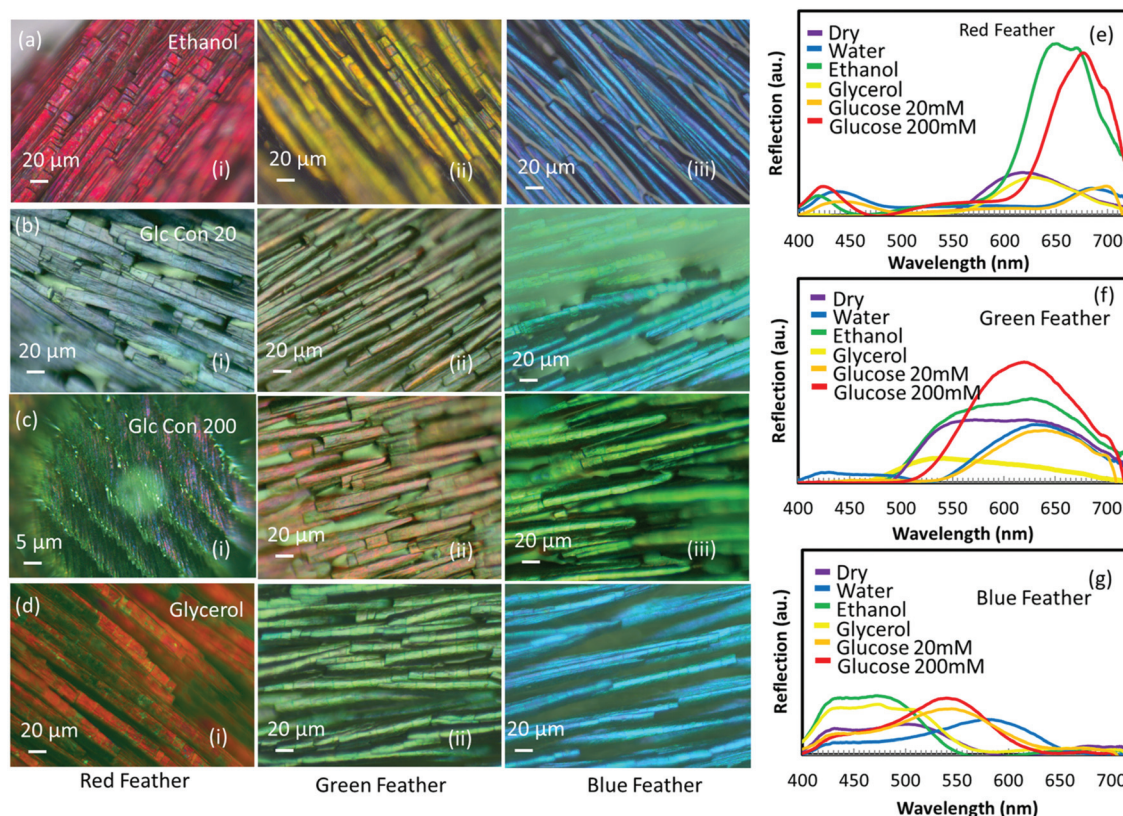 (a)
Ethanol
20 µm
(i)
20 µm
(ii)
20 µm
(iii)
(b)
Glc Con 20
20 µm
(i)
20 µm
(ii)
20 µm
(c)
Glc Con 200
5 µm
(i)
20 µm
(ii)
20 µm
(iii)
(d)
Glycerol
20 µm
(i)
20 µm
(ii)
20 µm
Red Feather
Green Feather
Blue Feather
(e)
Red Feather
Dry
Water
Ethanol
Glycerol
Glucose 20mM
Glucose 200mM
Reflection (au.)
400 450 500 550 600 650 700
Wavelength (nm)
(f)
Green Feather
Dry
Water
Ethanol
Glycerol
Glucose 20mM
Glucose 200mM
Reflection (au.)
400 450 500 550 600 650 700
Wavelength (nm)
(g)
Blue Feather
Dry
Water
Ethanol
Glycerol
Glucose 20mM
Glucose 200mM
Reflection (au.)
400 450 500 550 600 650 700
Wavelength (nm)